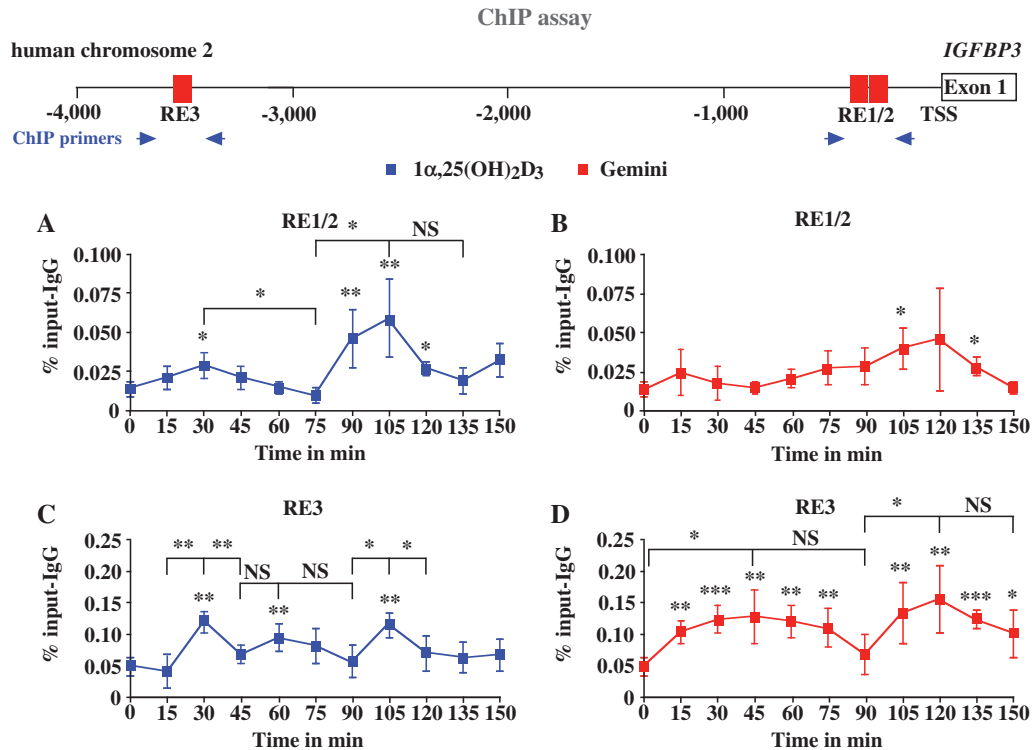 ChIP assay
human chromosome 2 IGFBP3
Exon 1
-4,000 RE3 -3,000 -2,000 -1,000 RE1/2 TSS
ChIP primers
1α,25(OH)₂D₃ Gemini
A RE1/2
* NS
% input-IgG
0.100
0.075
0.050
0.025
0
* * ** ** *
0 15 30 45 60 75 90 105 120 135 150
Time in min
B RE1/2
% input-IgG
0.100
0.075
0.050
0.025
0
* *
0 15 30 45 60 75 90 105 120 135 150
Time in min
C RE3
% input-IgG
0.25
0.20
0.15
0.10
0.05
0
** ** NS NS * *
** ** **
0 15 30 45 60 75 90 105 120 135 150
Time in min
D RE3
% input-IgG
0.25
0.20
0.15
0.10
0.05
0
* NS * NS
** *** ** ** ** ** ** *** *
0 15 30 45 60 75 90 105 120 135 150
Time in min